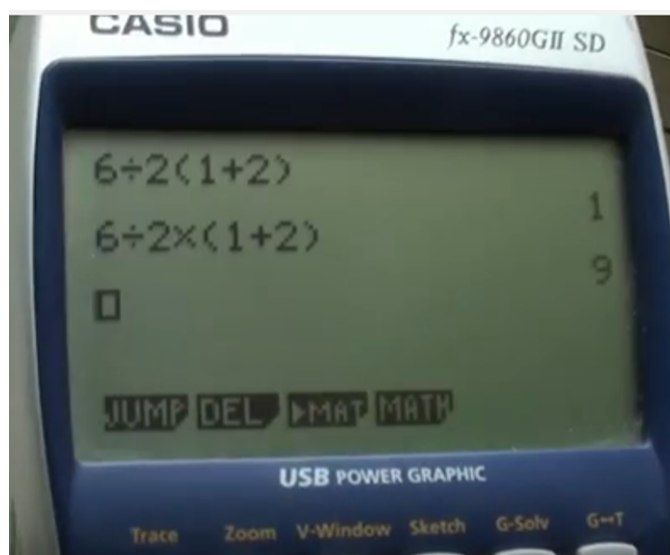 CASIO fx-9860GII SD
6÷2(1+2)
1
6÷2×(1+2)
9
JUMP DEL ▶MAT MATH
USB POWER GRAPHIC
Trace Zoom V-Window Sketch G-Solv G↔T